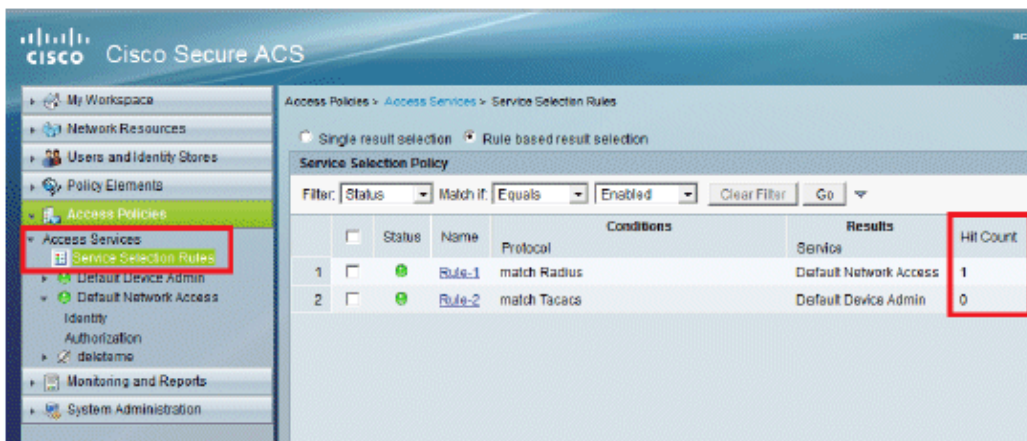 CISCO Cisco Secure ACS
ac
My Workspace
Network Resources
Users and Identity Stores
Policy Elements
Access Policies
Access Services
Service Selection Rules
Default Device Admin
Default Network Access
Identity
Authorization
deleteme
Monitoring and Reports
System Administration
Access Policies > Access Services > Service Selection Rules
Single result selection Rule based result selection
Service Selection Policy
Filter: Status Match if: Equals Enabled Clear Filter Go
Conditions Results
Status Name Protocol Service Hit Count
1 Rule-1 match Radius Default Network Access 1
2 Rule-2 match Tacacs Default Device Admin 0